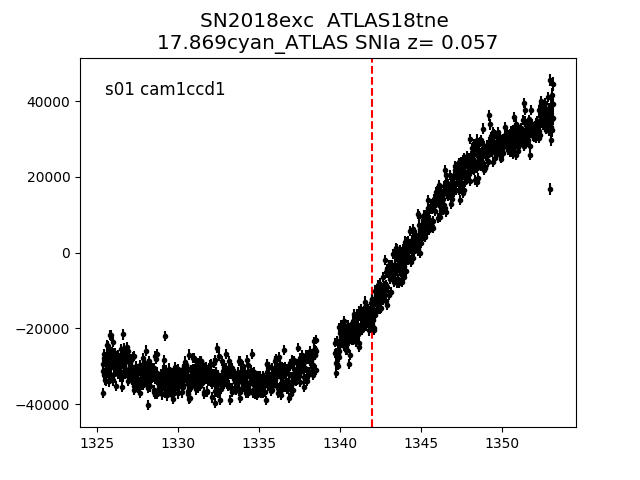 SN2018exc ATLAS18tne
17.869cyan_ATLAS SNIa z= 0.057
s01 cam1ccd1
40000
20000
0
−20000
−40000
1325 1330 1335 1340 1345 1350